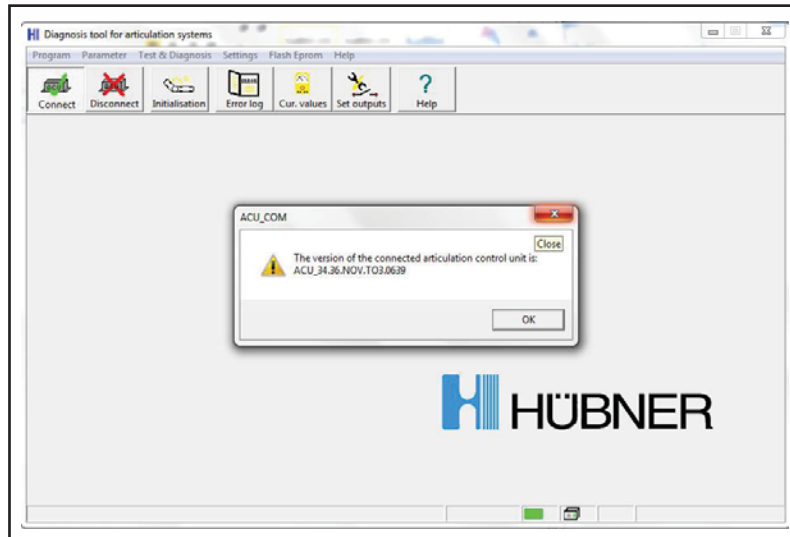 HI Diagnosis tool for articulation systems
Program Parameter Test & Diagnosis Settings Flash Eprom Help
Connect Disconnect Initialisation Error log Cur. values Set outputs Help
ACU_COM
Close
The version of the connected articulation control unit is:
ACU_34.36.NOV.TO3.0639
OK
HÜBNER